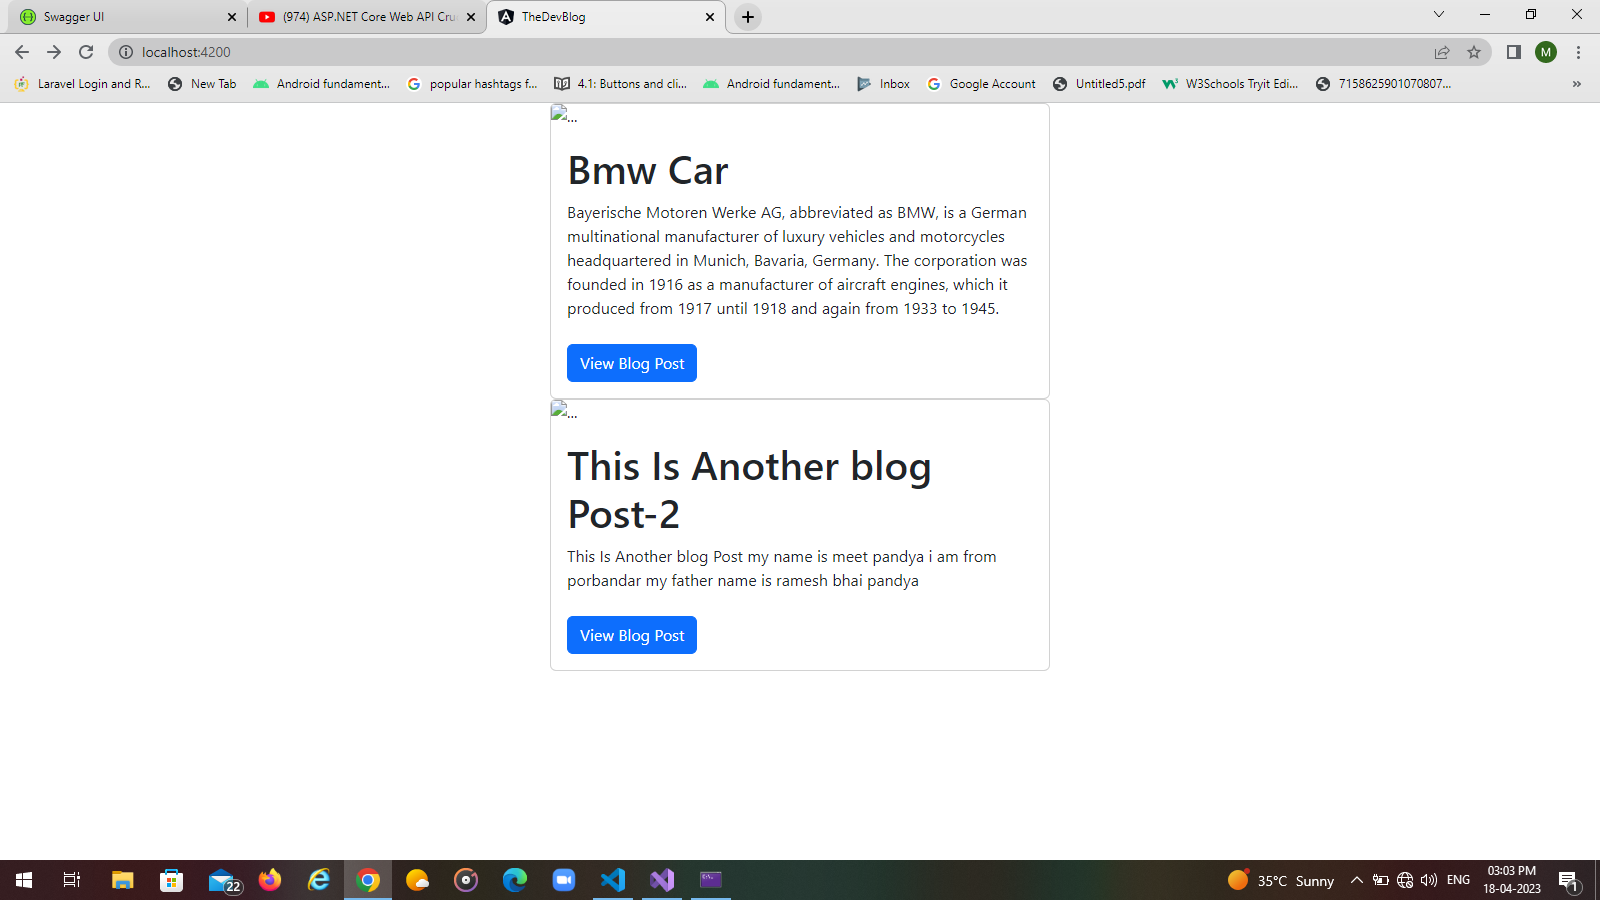 Swagger UI
(974) ASP.NET Core Web API Cru
TheDevBlog
localhost:4200
M
Laravel Login and R...
New Tab
Android fundament...
popular hashtags f...
4.1: Buttons and cli...
Android fundament...
Inbox
Google Account
Untitled5.pdf
W3Schools Tryit Edi...
7158625901070807...
»
...
Bmw Car
Bayerische Motoren Werke AG, abbreviated as BMW, is a German
multinational manufacturer of luxury vehicles and motorcycles
headquartered in Munich, Bavaria, Germany. The corporation was
founded in 1916 as a manufacturer of aircraft engines, which it
produced from 1917 until 1918 and again from 1933 to 1945.
View Blog Post
...
This Is Another blog
Post-2
This Is Another blog Post my name is meet pandya i am from
porbandar my father name is ramesh bhai pandya
View Blog Post
22
35°C Sunny
ENG
03:03 PM
18-04-2023
1